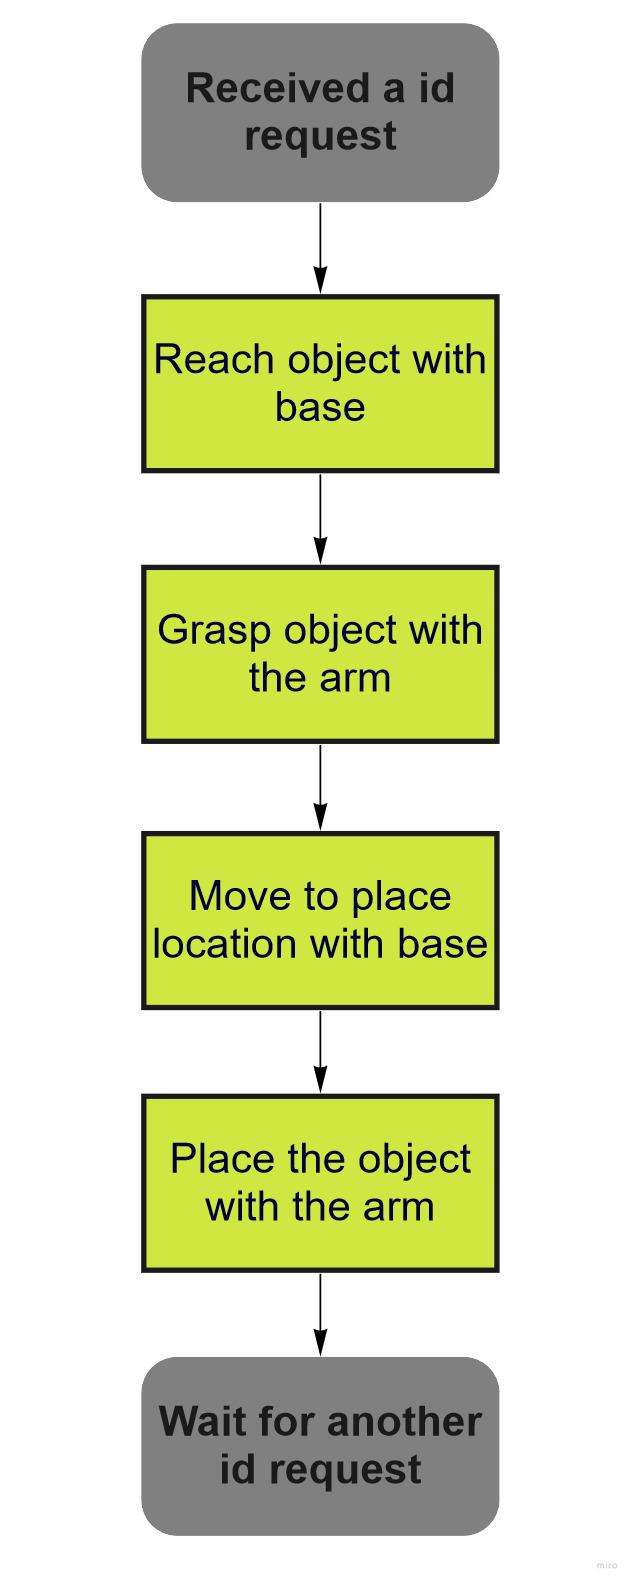 Received a id
request
Reach object with
base
Grasp object with
the arm
Move to place
location with base
Place the object
with the arm
Wait for another
id request
miro